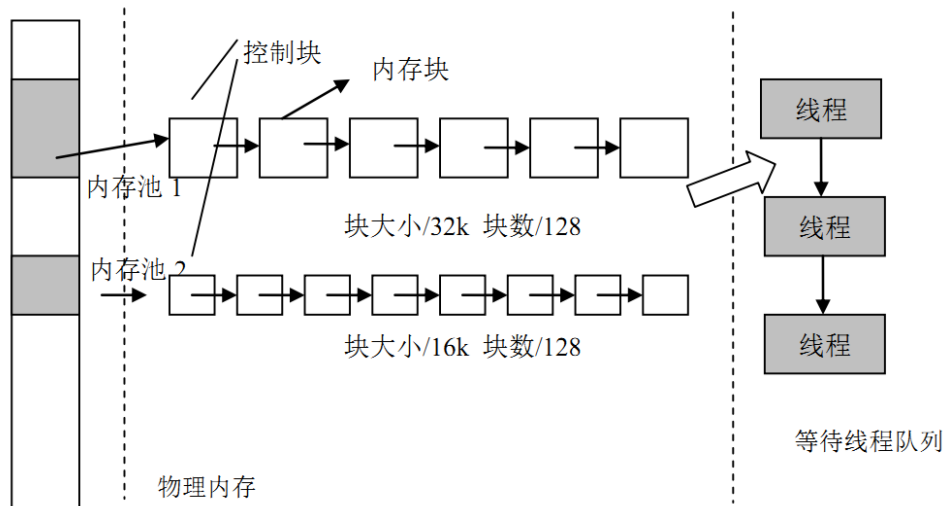 控制块
内存块
线程
内存池 1
块大小/32k 块数/128
线程
内存池 2
块大小/16k 块数/128
线程
等待线程队列
物理内存